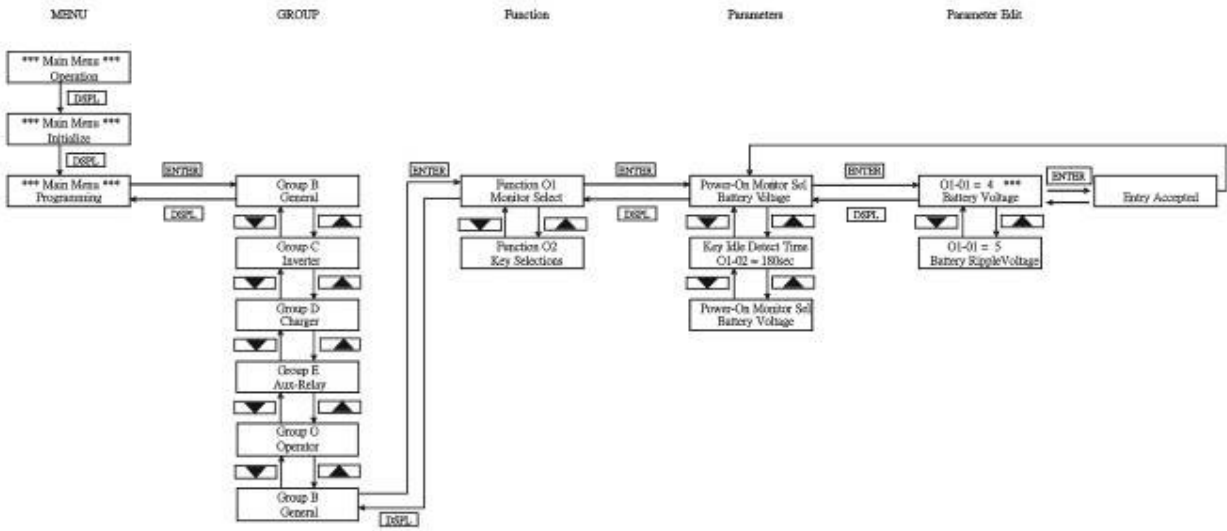 MENU
GROUP
Function
Parameters
Parameter Edit
*** Main Menu ***
Operation
DSPL
*** Main Menu ***
Initialize
DSPL
*** Main Menu ***
Programming
ENTER
DSPL
Group B
General
Group C
Inverter
Group D
Charger
Group E
Aux-Relay
Group O
Operator
Group B
General
ENTER
DSPL
Function O1
Monitor Select
Function O2
Key Selections
ENTER
DSPL
Power-On Monitor Sel
Battery Voltage
Key Idle Detect Time
O1-02 = 180sec
Power-On Monitor Sel
Battery Voltage
ENTER
DSPL
O1-01 = 4 ***
Battery Voltage
O1-01 = 5
Battery RippleVoltage
ENTER
Entry Accepted